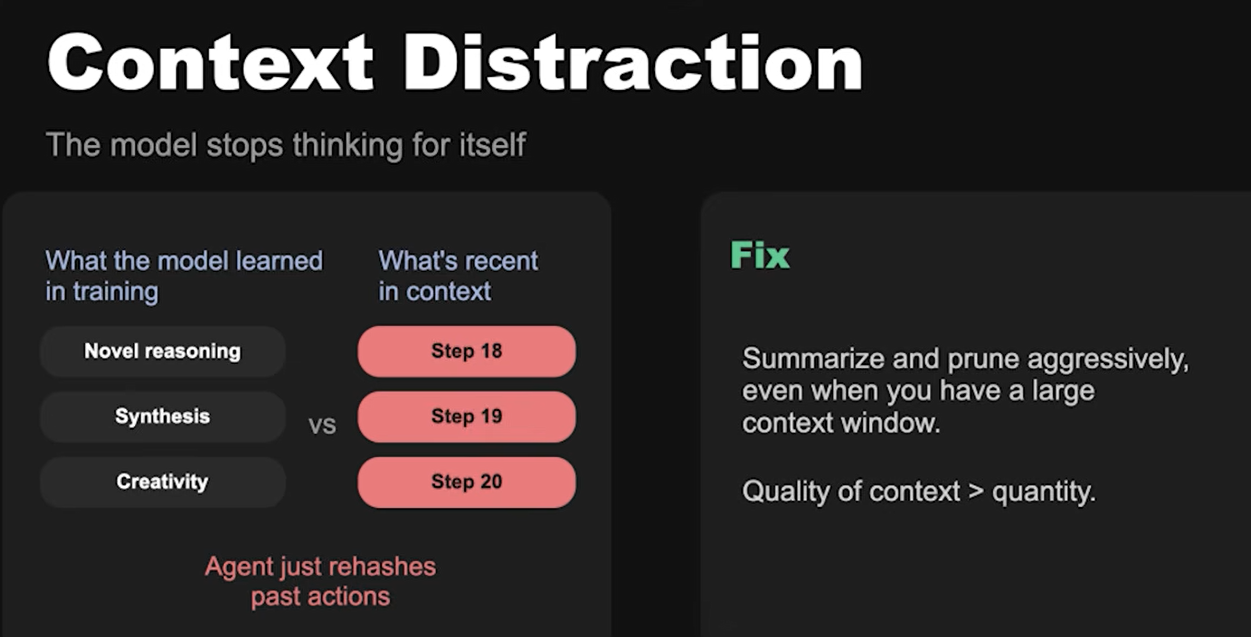 Context Distraction
The model stops thinking for itself
What the model learned
in training
What's recent
in context
Novel reasoning
Synthesis
Creativity
vs
Step 18
Step 19
Step 20
Agent just rehashes
past actions
Fix
Summarize and prune aggressively,
even when you have a large
context window.
Quality of context > quantity.